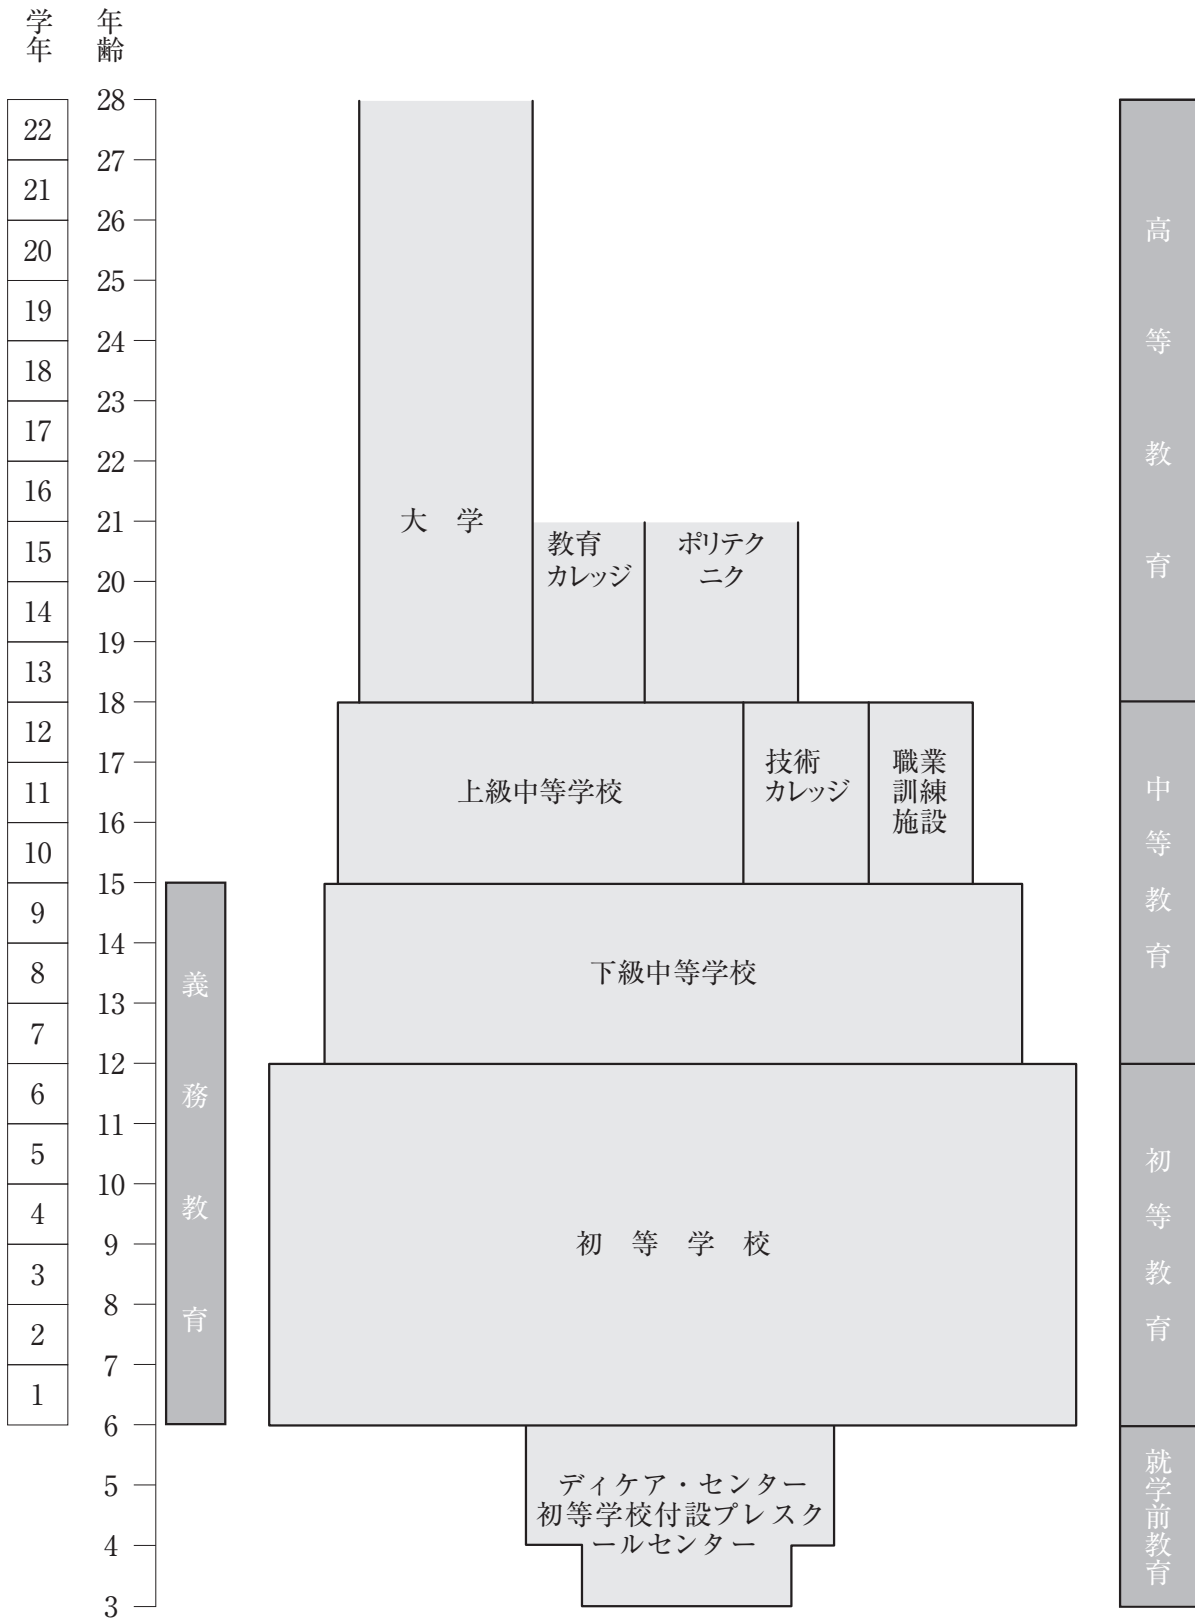 学年
年齢
28
22
27
21
26
20
25
19
24
18
23
17
22
16
21
15
20
14
19
13
18
12
17
11
16
10
15
9
14
8
13
7
12
6
11
5
10
4
9
3
8
2
7
1
6
5
4
3
義務教育
大学
教育
カレッジ
ポリテク
ニク
上級中等学校
技術
カレッジ
職業
訓練
施設
下級中等学校
初等学校
ディケア・センター
初等学校付設プレスク
ールセンター
高等教育
中等教育
初等教育
就学前教育